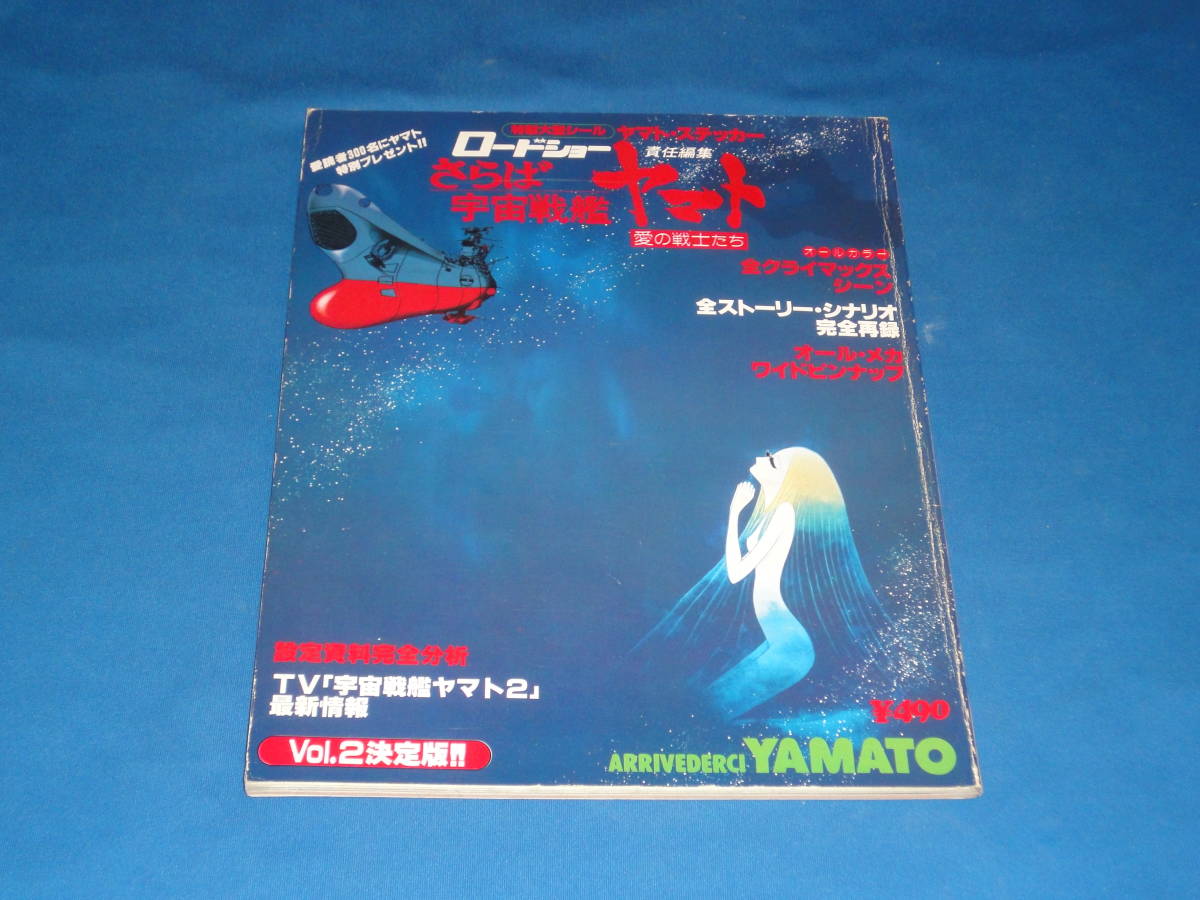 愛読者300名にヤマト
特別プレゼント!!
特報大型シール
ヤマト・ステッカー
ロードショー
責任編集
さらば
宇宙戦艦
ヤマト
愛の戦士たち
オールカラー
全クライマックス
シーン
全ストーリー・シナリオ
完全再録
オール・メカ
ワイドピンナップ
設定資料完全分析
TV「宇宙戦艦ヤマト2」
最新情報
Vol.2決定版!!
¥490
ARRIVEDERCI YAMATO